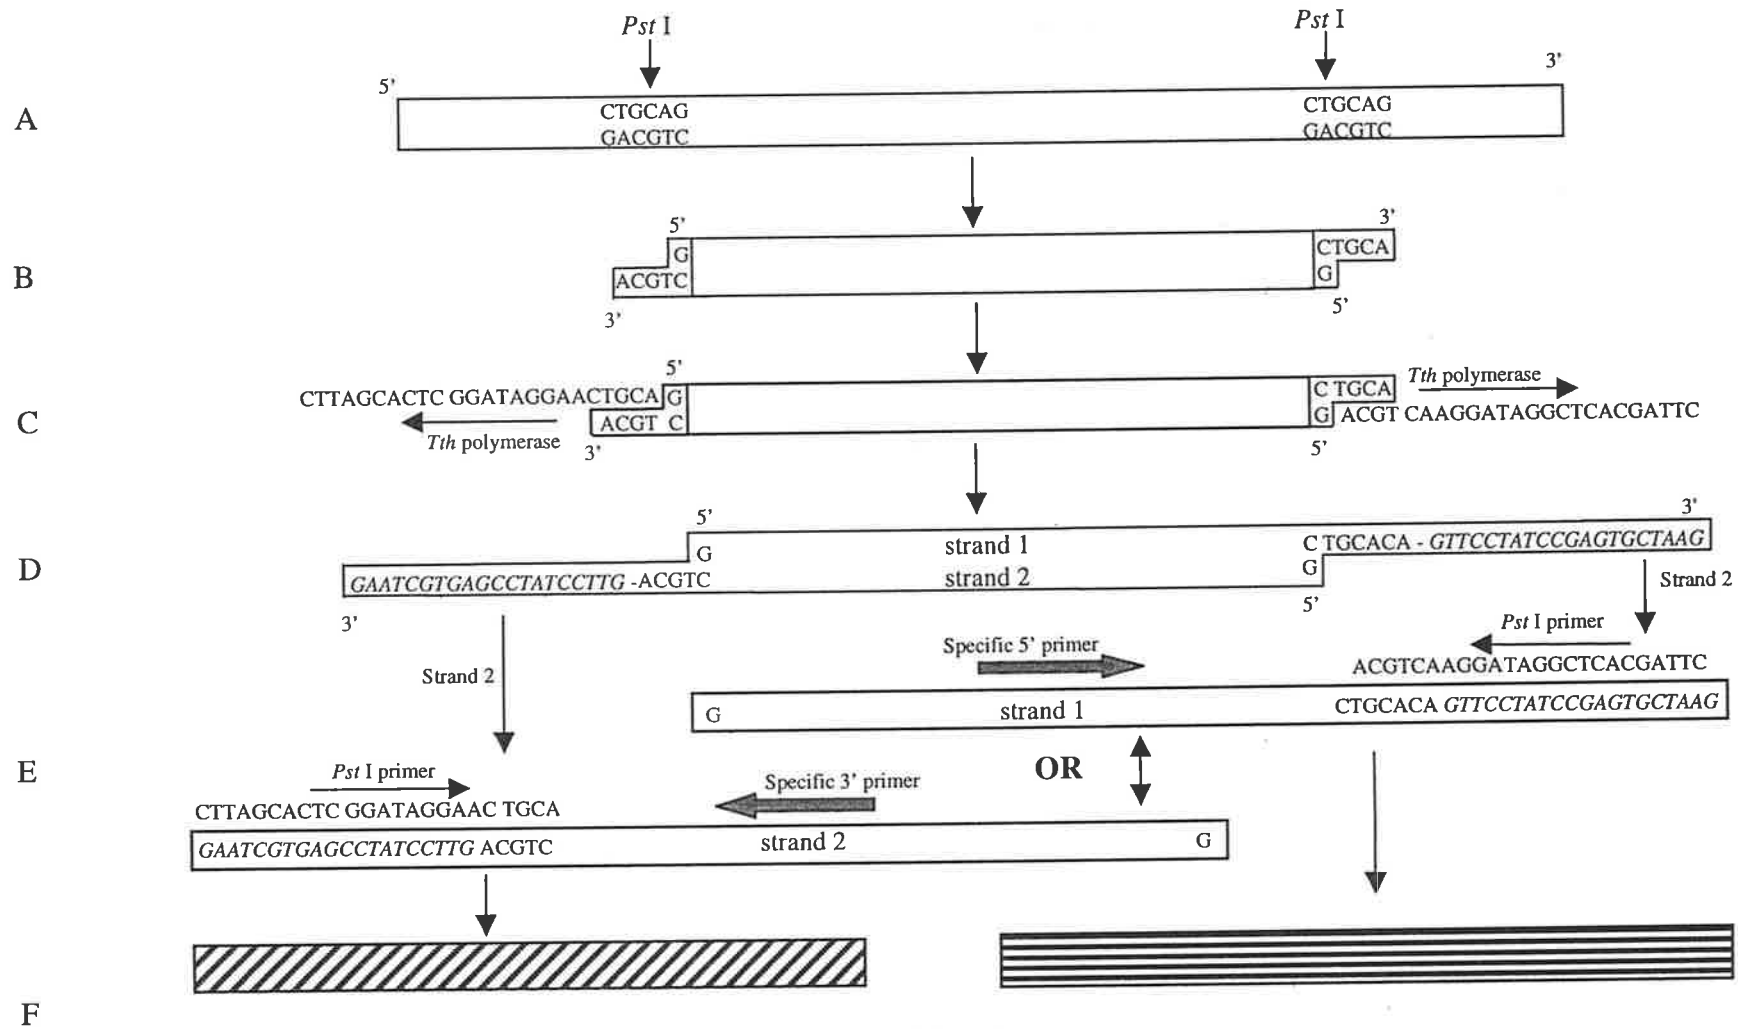 Pst I Pst I
5' 3'
A CTGCAG CTGCAG
GACGTC GACGTC
5' 3'
B G CTGCA
ACGTC G
3' 5'
5' Tth polymerase
CTTAGCACTC GGATAGGAACTGCA G C TGCA
C ACGT C G ACGT CAAGGATAGGCTCACGATTC
Tth polymerase 3' 5'
5' 3'
D G strand 1 C TGCACA - GTTCCTATCCGAGTGCTAAG
GAATCGTGAGCCTATCCTTG -ACGTC strand 2 G
3' 5' Strand 2
Specific 5' primer Pst I primer
Strand 2 ACGTCAAGGATAGGCTCACGATTC
G strand 1 CTGCACA GTTCCTATCCGAGTGCTAAG
E Pst I primer Specific 3' primer OR
CTTAGCACTC GGATAGGAAC TGCA
GAATCGTGAGCCTATCCTTG ACGTC strand 2 G
F